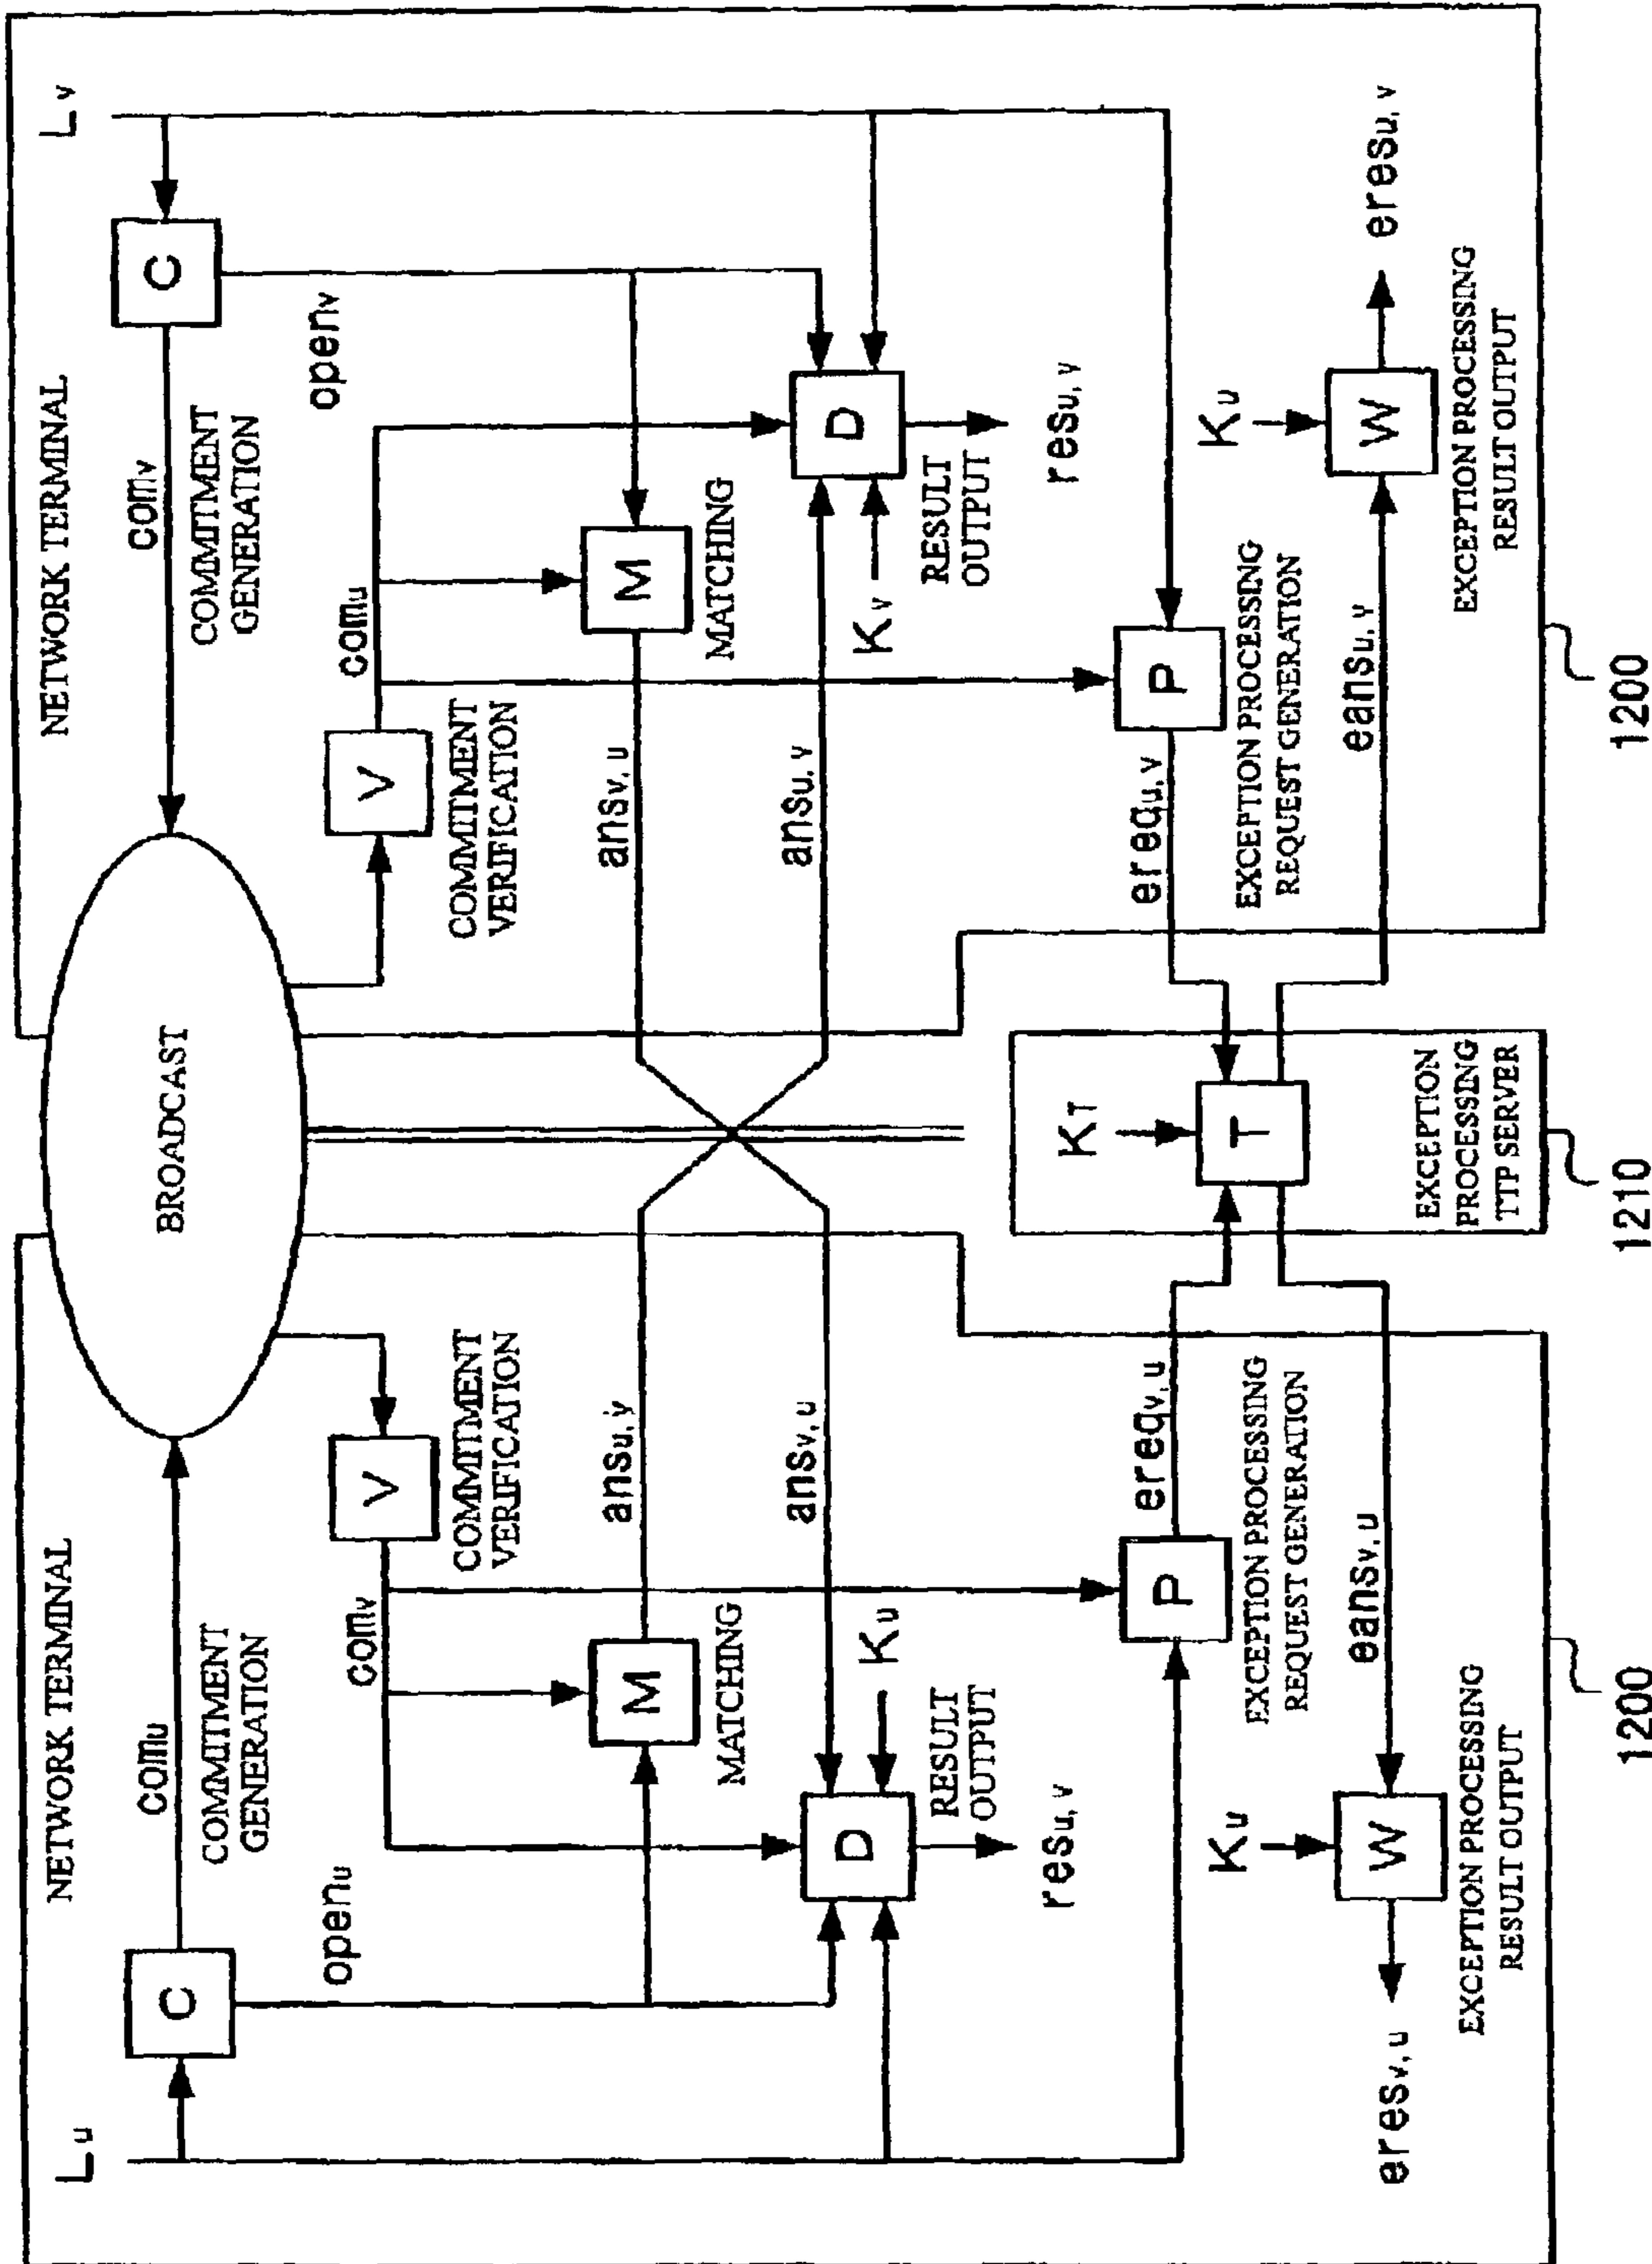 NETWORK TERMINAL
Lu
C
comu
COMMITMENT
GENERATION
openu
V
COMMITMENT
VERIFICATION
comv
M
MATCHING
ansu,v
ansv,u
D
Ku
RESULT
OUTPUT
resu,v
P
ereqv,u
EXCEPTION PROCESSING
REQUEST GENERATION
Ku
W
eansv,u
eresv,u
EXCEPTION PROCESSING
RESULT OUTPUT
1200
BROADCAST
KT
T
EXCEPTION
PROCESSING
TTP SERVER
1210
NETWORK TERMINAL
Lv
C
comv
COMMITMENT
GENERATION
openv
V
COMMITMENT
VERIFICATION
comu
M
MATCHING
ansv,u
ansu,v
D
Kv
RESULT
OUTPUT
resu,v
P
erequ,v
EXCEPTION PROCESSING
REQUEST GENERATION
Ku
W
eansu,v
eresu,v
EXCEPTION PROCESSING
RESULT OUTPUT
1200